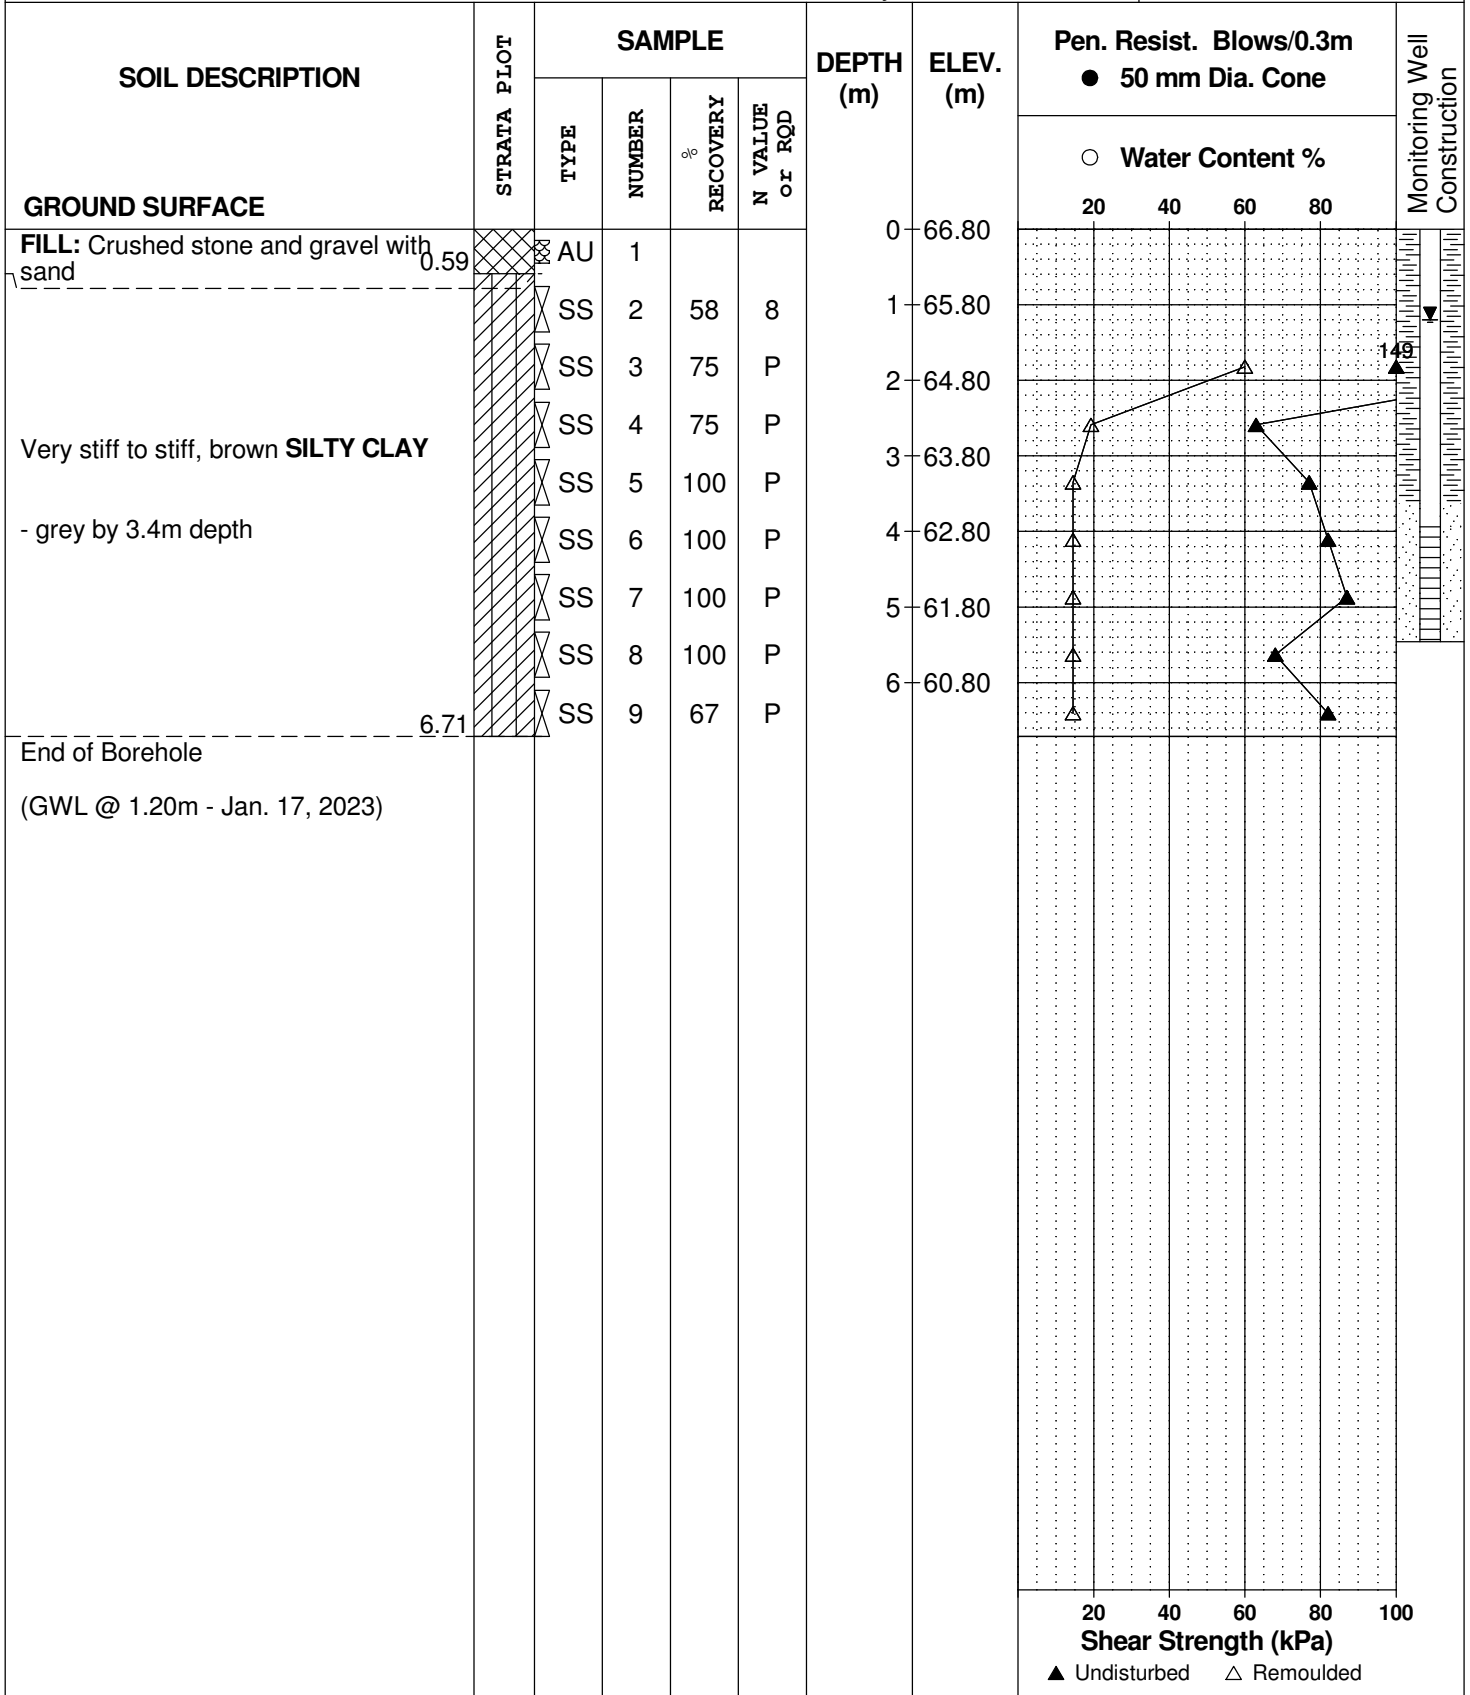 SOIL DESCRIPTION
GROUND SURFACE
STRATA PLOT
SAMPLE
TYPE
NUMBER
%
RECOVERY
N VALUE
or RQD
DEPTH
(m)
ELEV.
(m)
Pen. Resist. Blows/0.3m
● 50 mm Dia. Cone
○ Water Content %
20 40 60 80
Monitoring Well
Construction
0 66.80
FILL: Crushed stone and gravel with
sand
0.59
AU 1
SS 2 58 8
1 65.80
149
SS 3 75 P
2 64.80
SS 4 75 P
Very stiff to stiff, brown SILTY CLAY
3 63.80
SS 5 100 P
- grey by 3.4m depth
4 62.80
SS 6 100 P
SS 7 100 P
5 61.80
SS 8 100 P
6 60.80
SS 9 67 P
6.71
End of Borehole
(GWL @ 1.20m - Jan. 17, 2023)
20 40 60 80 100
Shear Strength (kPa)
▲ Undisturbed △ Remoulded